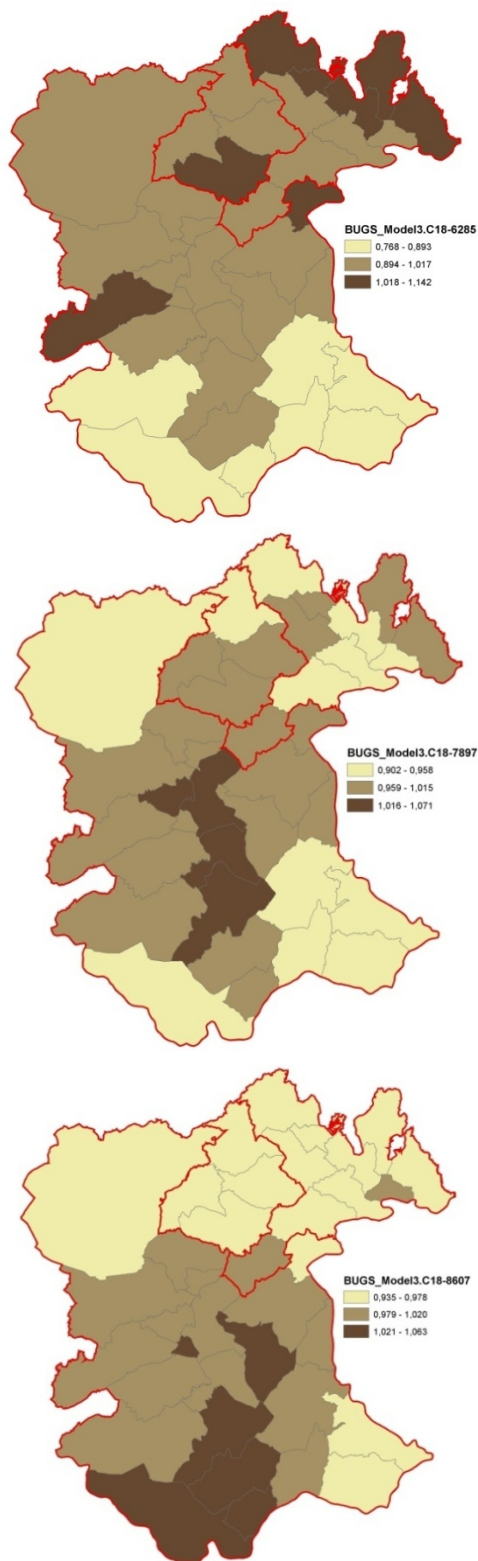 BUGS_Model3.C18-6285
0,768 - 0,893
0,894 - 1,017
1,018 - 1,142
BUGS_Model3.C18-7897
0,902 - 0,958
0,959 - 1,015
1,016 - 1,071
BUGS_Model3.C18-8607
0,935 - 0,978
0,979 - 1,020
1,021 - 1,063